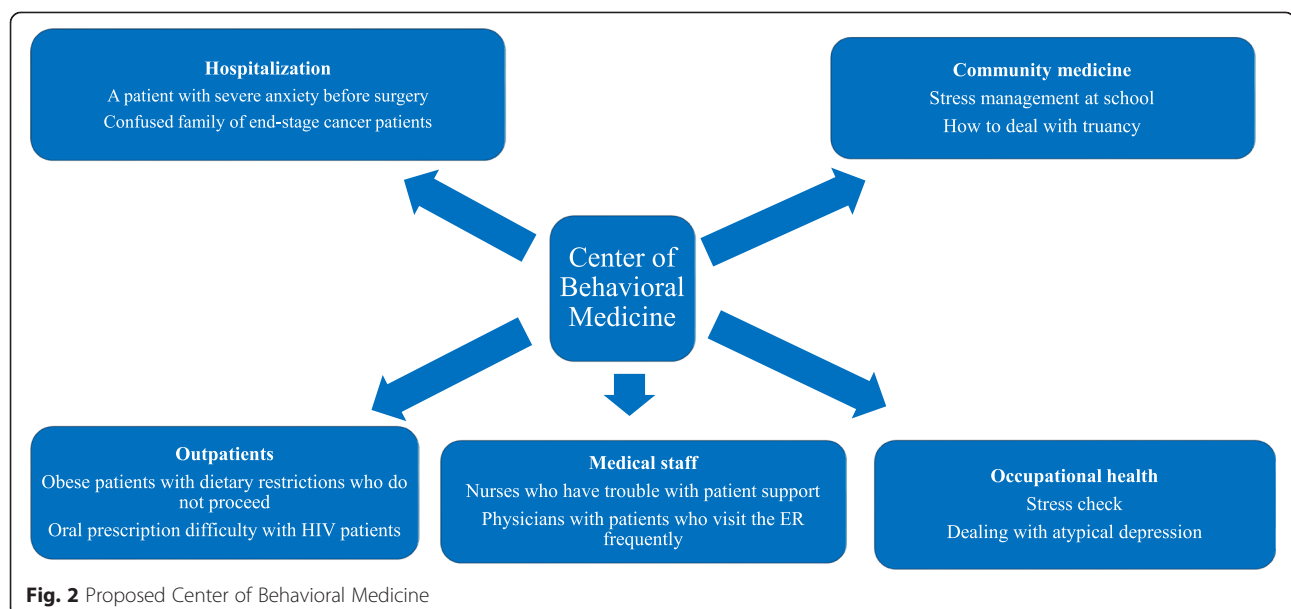 Hospitalization
A patient with severe anxiety before surgery
Confused family of end-stage cancer patients
Community medicine
Stress management at school
How to deal with truancy
Center of
Behavioral
Medicine
Outpatients
Obese patients with dietary restrictions who do
not proceed
Oral prescription difficulty with HIV patients
Medical staff
Nurses who have trouble with patient support
Physicians with patients who visit the ER
frequently
Occupational health
Stress check
Dealing with atypical depression
Fig. 2 Proposed Center of Behavioral Medicine